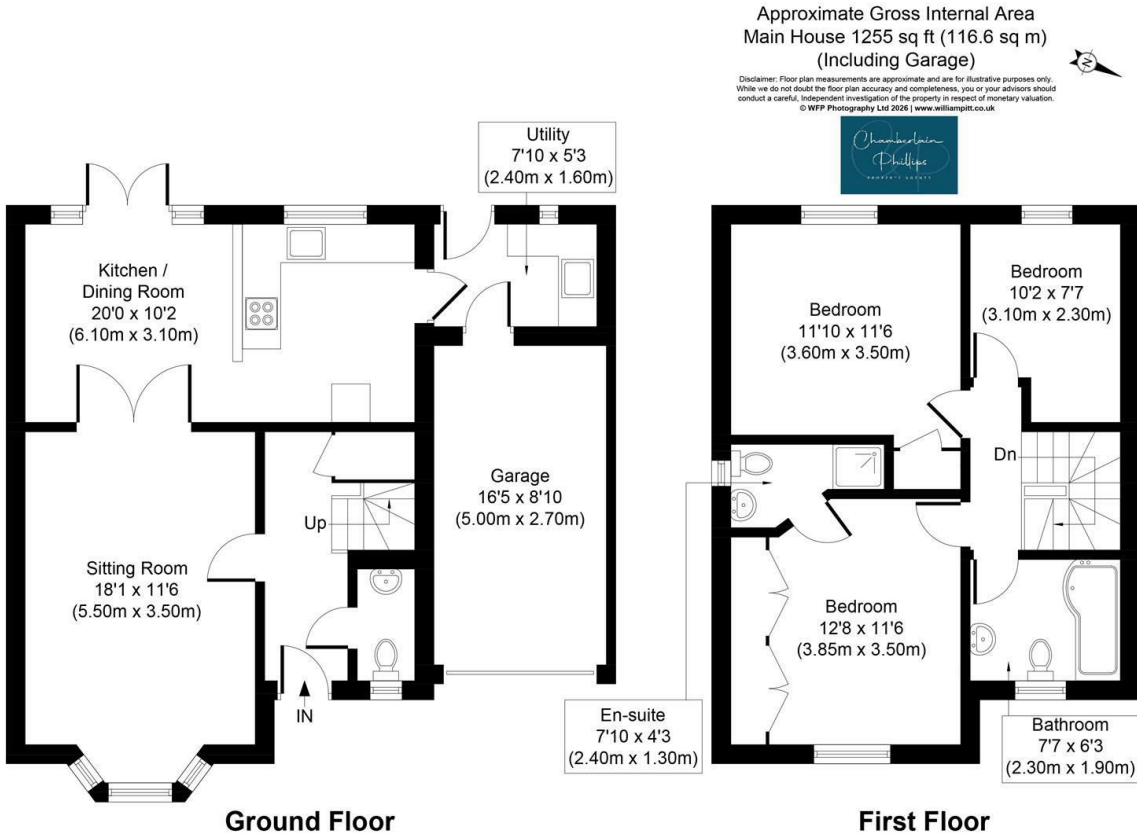 Approximate Gross Internal Area
Main House 1255 sq ft (116.6 sq m)
(Including Garage)
Disclaimer: Floor plan measurements are approximate and are for illustrative purposes only.
While we do not doubt the floor plan accuracy and completeness, you or your advisors should
conduct a careful, independent investigation of the property in respect of monetary valuation.
© WFP Photography Ltd 2026 | www.williampitt.co.uk
N
Chamberlain
Phillips
PROPERTY AGENTS
Utility
7'10 x 5'3
(2.40m x 1.60m)
Kitchen /
Dining Room
20'0 x 10'2
(6.10m x 3.10m)
Garage
16'5 x 8'10
(5.00m x 2.70m)
Up
Sitting Room
18'1 x 11'6
(5.50m x 3.50m)
IN
Ground Floor
Bedroom
11'10 x 11'6
(3.60m x 3.50m)
Bedroom
10'2 x 7'7
(3.10m x 2.30m)
Dn
Bedroom
12'8 x 11'6
(3.85m x 3.50m)
En-suite
7'10 x 4'3
(2.40m x 1.30m)
Bathroom
7'7 x 6'3
(2.30m x 1.90m)
First Floor